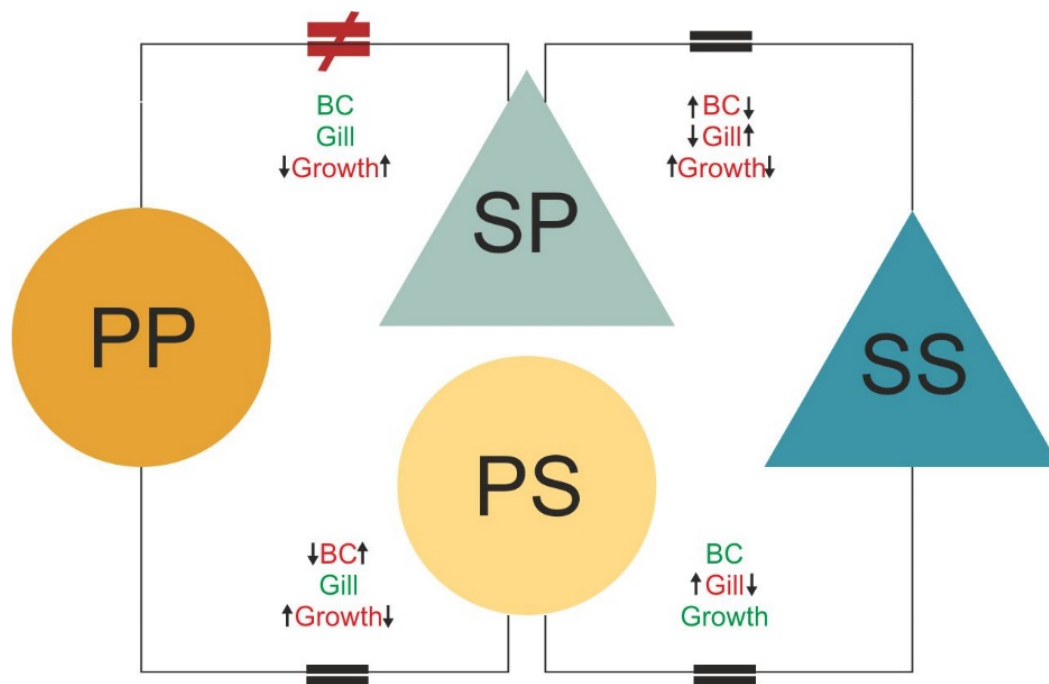 ≠
=
BC
Gill
↓Growth↑
↑BC↓
↓Gill↑
↑Growth↓
SP
PP
SS
PS
↓BC↑
Gill
↑Growth↓
BC
↑Gill↓
Growth
=
=